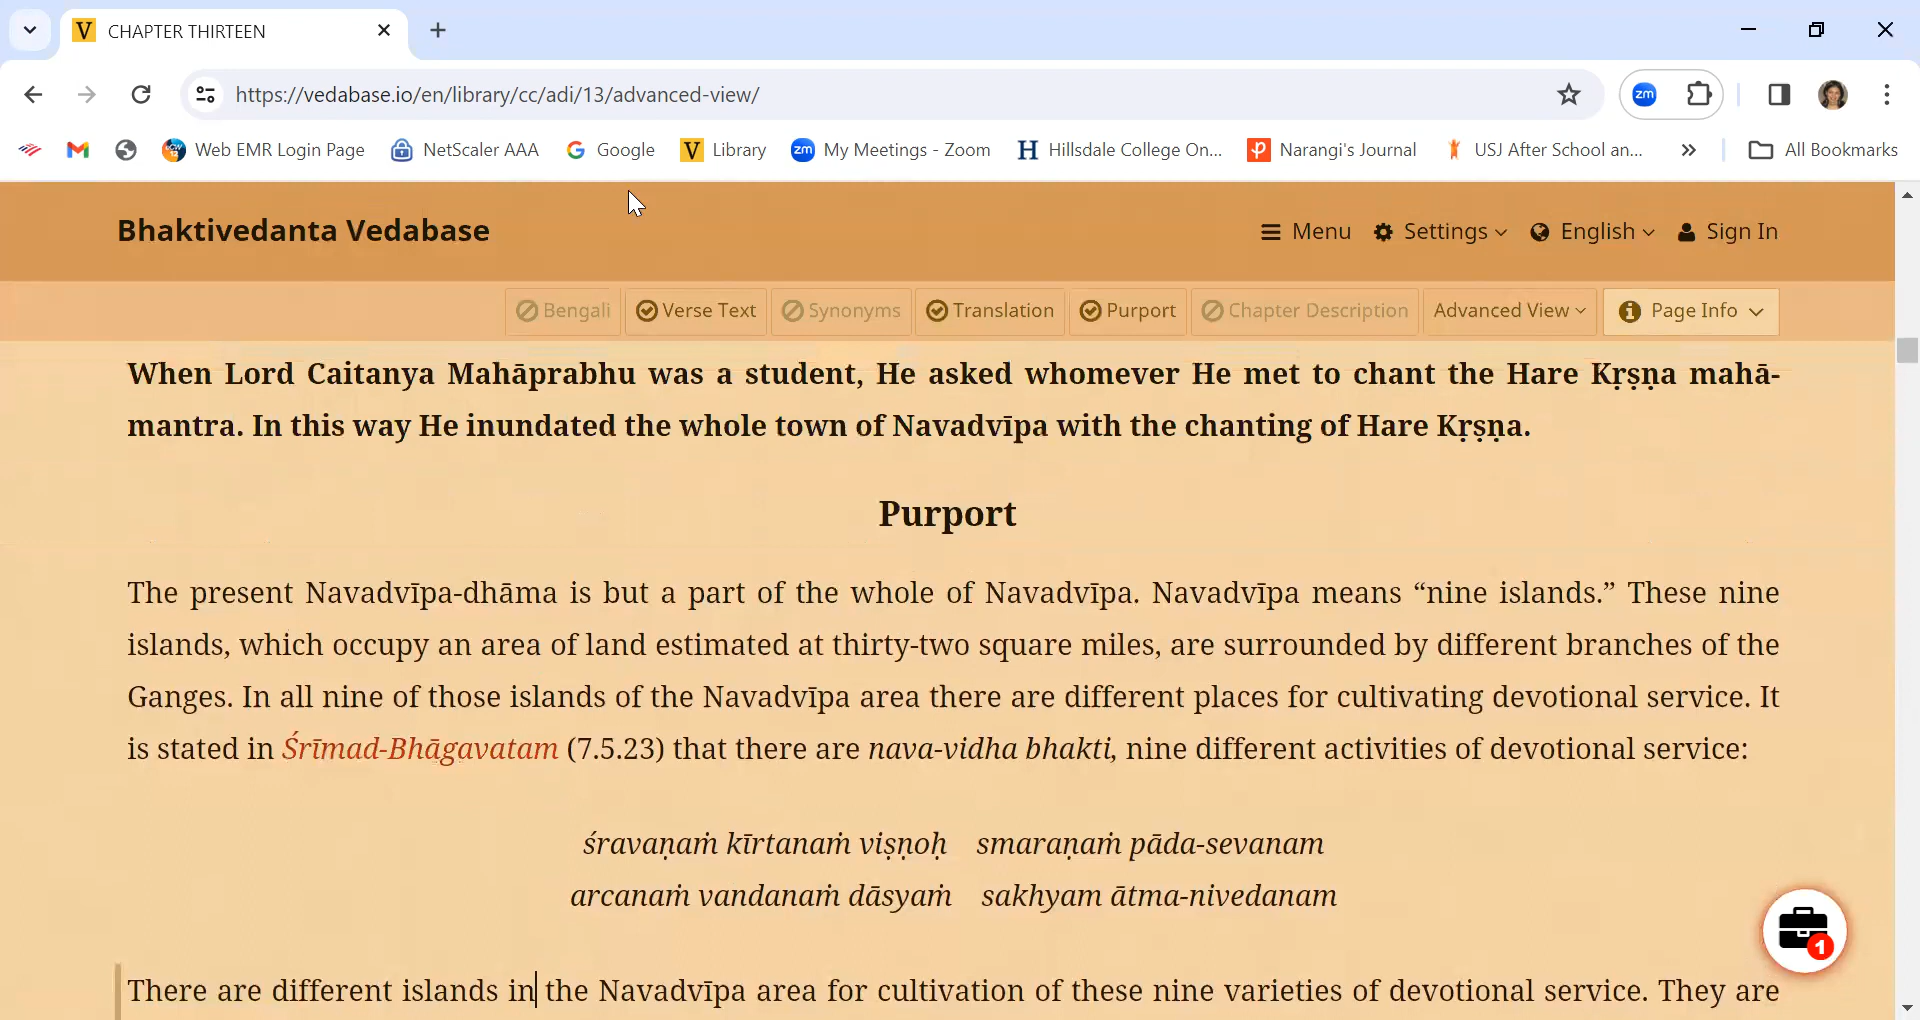 CHAPTER THIRTEEN
https://vedabase.io/en/library/cc/adi/13/advanced-view/
zm
Web EMR Login Page NetScaler AAA Google Library My Meetings - Zoom Hillsdale College On... Narangi's Journal USJ After School an... » All Bookmarks
Bhaktivedanta Vedabase
Menu Settings English Sign In
Bengali Verse Text Synonyms Translation Purport Chapter Description Advanced View Page Info
When Lord Caitanya Mahāprabhu was a student, He asked whomever He met to chant the Hare Kṛṣṇa mahā-
mantra. In this way He inundated the whole town of Navadvīpa with the chanting of Hare Kṛṣṇa.
Purport
The present Navadvīpa-dhāma is but a part of the whole of Navadvīpa. Navadvīpa means “nine islands.” These nine
islands, which occupy an area of land estimated at thirty-two square miles, are surrounded by different branches of the
Ganges. In all nine of those islands of the Navadvīpa area there are different places for cultivating devotional service. It
is stated in Śrīmad-Bhāgavatam (7.5.23) that there are nava-vidha bhakti, nine different activities of devotional service:
śravaṇaṁ kīrtanaṁ viṣṇoḥ smaraṇaṁ pāda-sevanam
arcanaṁ vandanaṁ dāsyaṁ sakhyam ātma-nivedanam
1
There are different islands in the Navadvīpa area for cultivation of these nine varieties of devotional service. They are